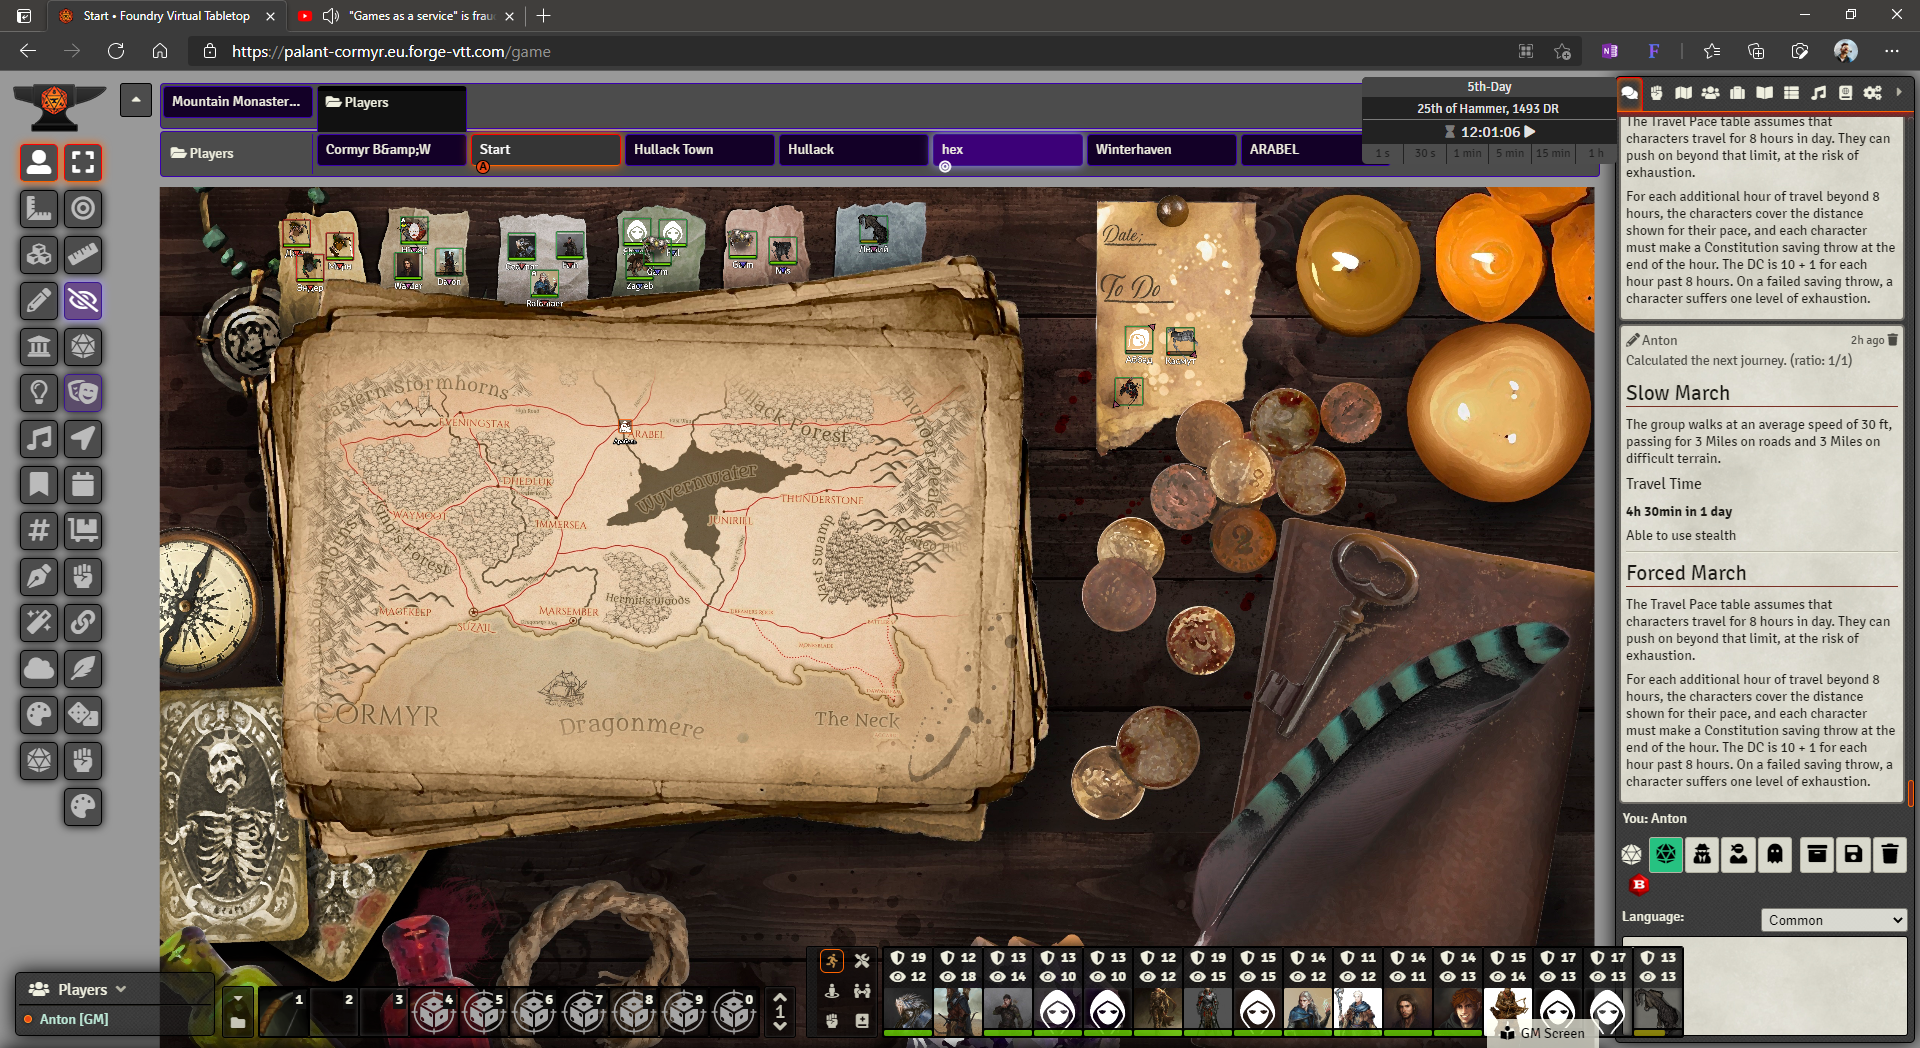 Start • Foundry Virtual Tabletop
"Games as a service" is frau
https://palant-cormyr.eu.forge-vtt.com/game
Mountain Monaster...
Players
Players
Cormyr B&amp;W
Start
Hullack Town
Hullack
hex
Winterhaven
ARABEL
5th-Day
25th of Hammer, 1493 DR
12:01:06
1 s
30 s
1 min
5 min
15 min
1 h
Date;
To Do
Eastern Stormhorns
EVENINGSTAR
ARABEL
Hullack Forest
Thunder Peaks
DHEDLUK
Wyvernwater
THUNDERSTONE
WAYMOOT
IMMERSEA
JUNIRILL
King's Forest
Vast Swamp
Hermit's Woods
MAGEKEEP
SUZAIL
MARSEMBER
CORMYR
Dragonmere
The Neck
Zagreb
The Travel Pace table assumes that
characters travel for 8 hours in day. They can
push on beyond that limit, at the risk of
exhaustion.
For each additional hour of travel beyond 8
hours, the characters cover the distance
shown for their pace, and each character
must make a Constitution saving throw at the
end of the hour. The DC is 10 + 1 for each
hour past 8 hours. On a failed saving throw, a
character suffers one level of exhaustion.
Anton
2h ago
Calculated the next journey. (ratio: 1/1)
Slow March
The group walks at an average speed of 30 ft,
passing for 3 Miles on roads and 3 Miles on
difficult terrain.
Travel Time
4h 30min in 1 day
Able to use stealth
Forced March
The Travel Pace table assumes that
characters travel for 8 hours in day. They can
push on beyond that limit, at the risk of
exhaustion.
For each additional hour of travel beyond 8
hours, the characters cover the distance
shown for their pace, and each character
must make a Constitution saving throw at the
end of the hour. The DC is 10 + 1 for each
hour past 8 hours. On a failed saving throw, a
character suffers one level of exhaustion.
You: Anton
Language:
Common
Players
Anton [GM]
1 2 3 4 5 6 7 8 9 0
1
19 12 13 13 13 12 19 15 14 11 14 14 15 17 17 13
12 18 14 10 10 12 15 15 12 12 11 13 14 13 13 13
GM Screen